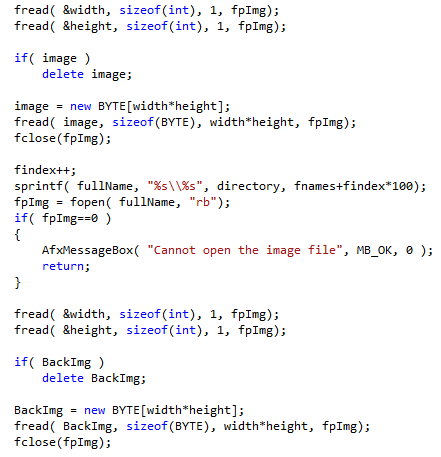 fread( &width, sizeof(int), 1, fpImg);
fread( &height, sizeof(int), 1, fpImg);
if( image )
delete image;
image = new BYTE[width*height];
fread( image, sizeof(BYTE), width*height, fpImg);
fclose(fpImg);
findex++;
sprintf( fullName, "%s\\%s", directory, fnames+findex*100);
fpImg = fopen( fullName, "rb");
if( fpImg==0 )
{
AfxMessageBox( "Cannot open the image file", MB_OK, 0 );
return;
}
fread( &width, sizeof(int), 1, fpImg);
fread( &height, sizeof(int), 1, fpImg);
if( BackImg )
delete BackImg;
BackImg = new BYTE[width*height];
fread( BackImg, sizeof(BYTE), width*height, fpImg);
fclose(fpImg);